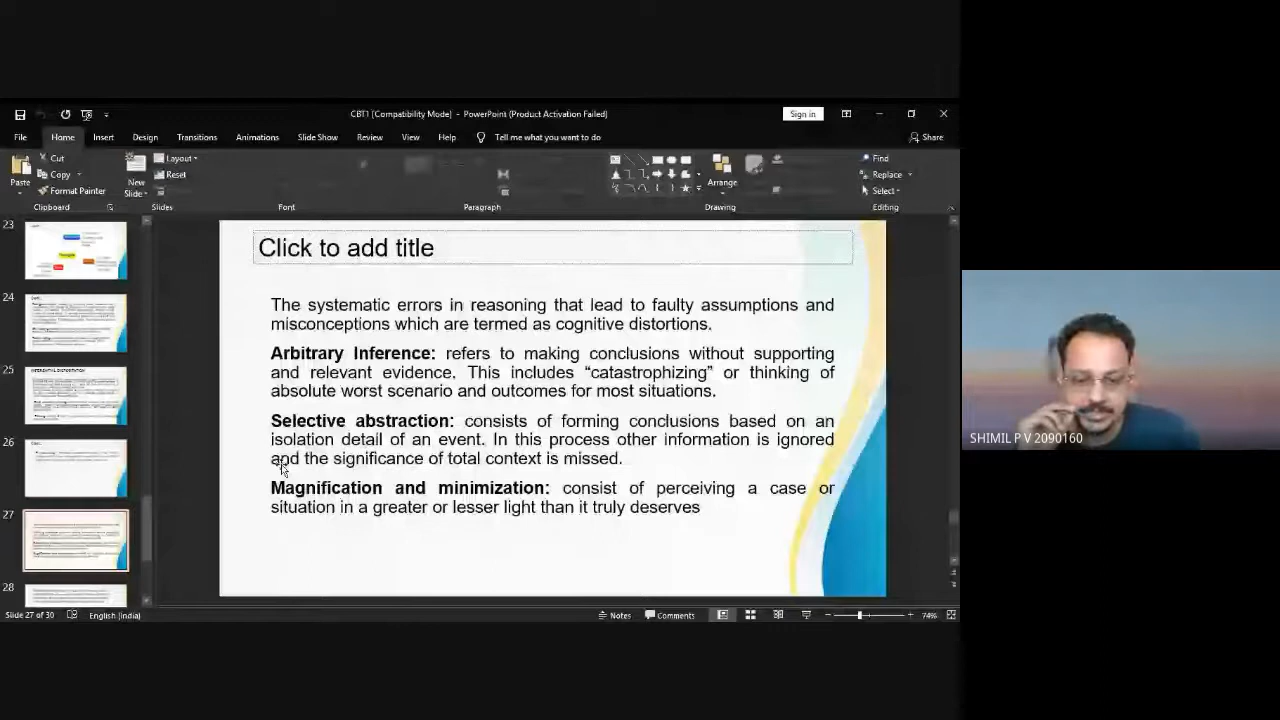 CBT1 [Compatibility Mode] - PowerPoint (Product Activation Failed)
Sign in
File Home Insert Design Transitions Animations Slide Show Review View Help Tell me what you want to do
Share
Cut
Copy
Format Painter
Paste
Clipboard
New
Slide
Layout
Reset
Slides
Font
Paragraph
Arrange
Drawing
Find
Replace
Select
Editing
23
24
25
26
27
28
Click to add title
The systematic errors in reasoning that lead to faulty assumptions and
misconceptions which are termed as cognitive distortions.
Arbitrary Inference: refers to making conclusions without supporting
and relevant evidence. This includes “catastrophizing” or thinking of
absolute worst scenario and outcomes for most situations.
Selective abstraction: consists of forming conclusions based on an
isolation detail of an event. In this process other information is ignored
and the significance of total context is missed.
Magnification and minimization: consist of perceiving a case or
situation in a greater or lesser light than it truly deserves
SHIMIL P V 2090160
Slide 27 of 30
English (India)
Notes
Comments
74%